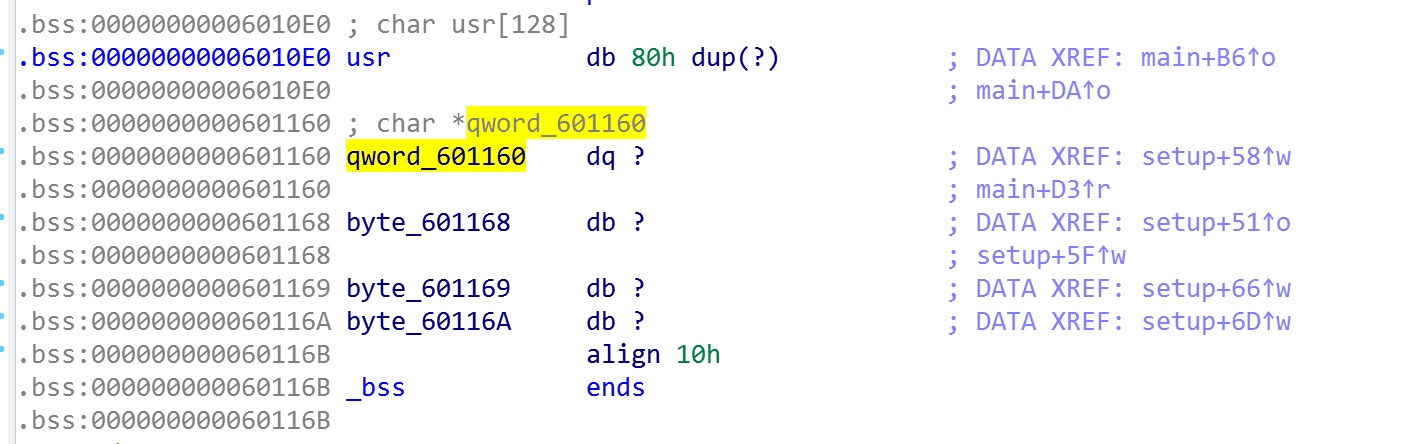 .bss:00000000006010E0 ; char usr[128]
.bss:00000000006010E0 usr db 80h dup(?) ; DATA XREF: main+B6↑o
.bss:00000000006010E0 ; main+DA↑o
.bss:0000000000601160 ; char *qword_601160
.bss:0000000000601160 qword_601160 dq ? ; DATA XREF: setup+58↑w
.bss:0000000000601160 ; main+D3↑r
.bss:0000000000601168 byte_601168 db ? ; DATA XREF: setup+51↑o
.bss:0000000000601168 ; setup+5F↑w
.bss:0000000000601169 byte_601169 db ? ; DATA XREF: setup+66↑w
.bss:000000000060116A byte_60116A db ? ; DATA XREF: setup+6D↑w
.bss:000000000060116B align 10h
.bss:000000000060116B _bss ends
.bss:000000000060116B